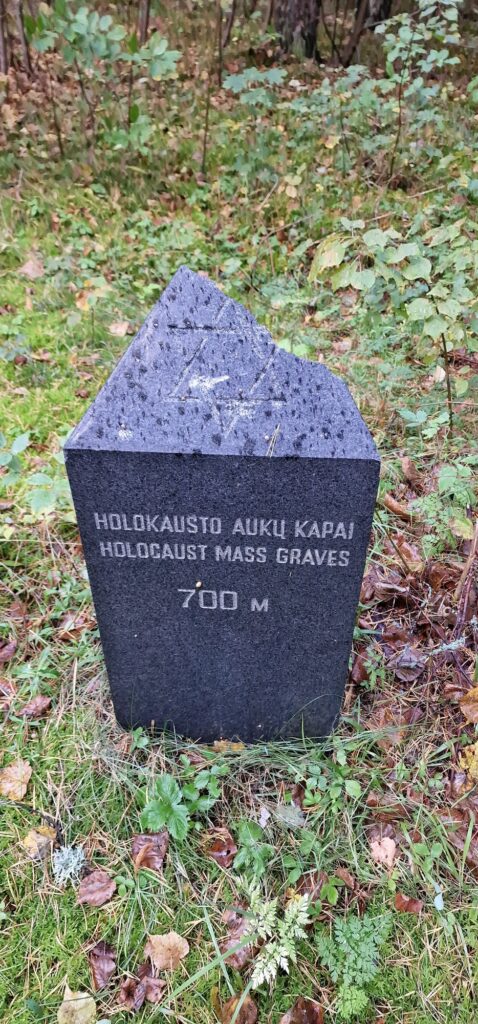 HOLOKAUSTO AUKŲ KAPAI
HOLOCAUST MASS GRAVES
700 M